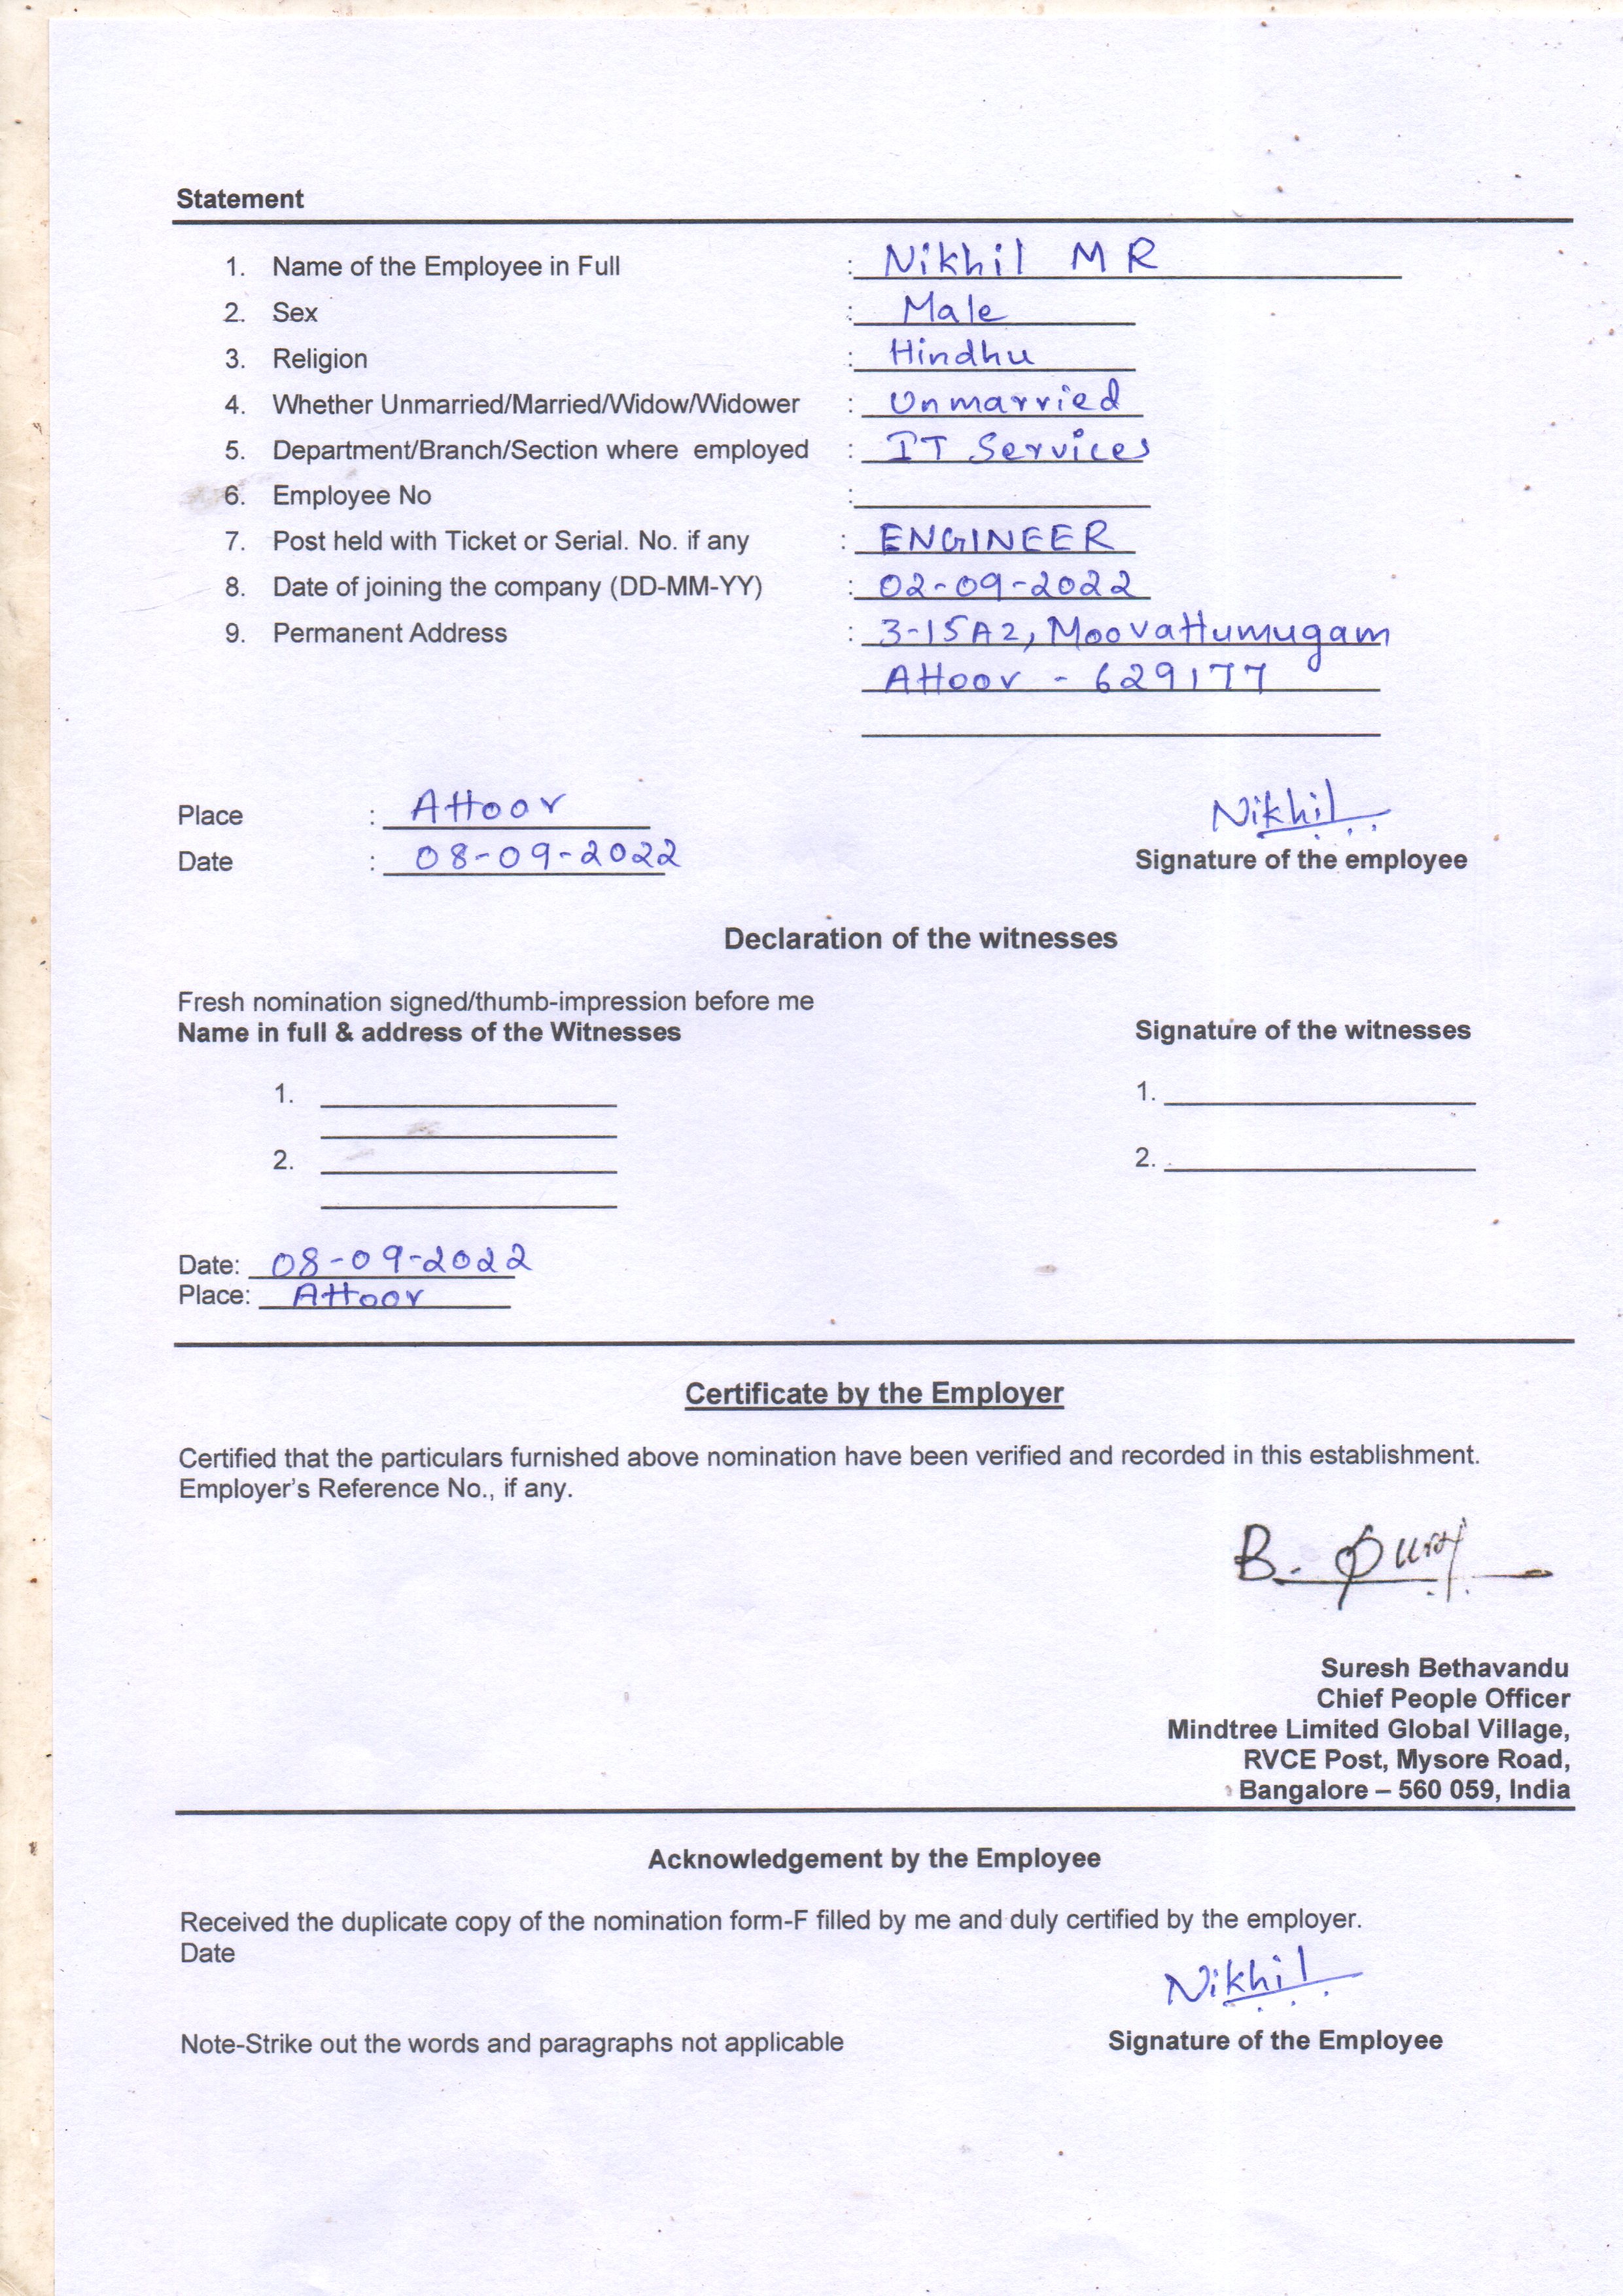 Statement
1. Name of the Employee in Full : Nikhil M R
2. Sex : Male
3. Religion : Hindhu
4. Whether Unmarried/Married/Widow/Widower : Unmarried
5. Department/Branch/Section where employed : IT Services
6. Employee No :
7. Post held with Ticket or Serial. No. if any : ENGINEER
8. Date of joining the company (DD-MM-YY) : 02-09-2022
9. Permanent Address : 3-15A2, Moovattumugam
Attoor - 629177
Place : Attoor
Nikhil
Date : 08-09-2022
Signature of the employee
Declaration of the witnesses
Fresh nomination signed/thumb-impression before me
Name in full & address of the Witnesses Signature of the witnesses
1. 1.
2. 2.
Date: 08-09-2022
Place: Attoor
Certificate by the Employer
Certified that the particulars furnished above nomination have been verified and recorded in this establishment.
Employer's Reference No., if any.
B.
Suresh Bethavandu
Chief People Officer
Mindtree Limited Global Village,
RVCE Post, Mysore Road,
Bangalore – 560 059, India
Acknowledgement by the Employee
Received the duplicate copy of the nomination form-F filled by me and duly certified by the employer.
Date
Nikhil
Note-Strike out the words and paragraphs not applicable Signature of the Employee